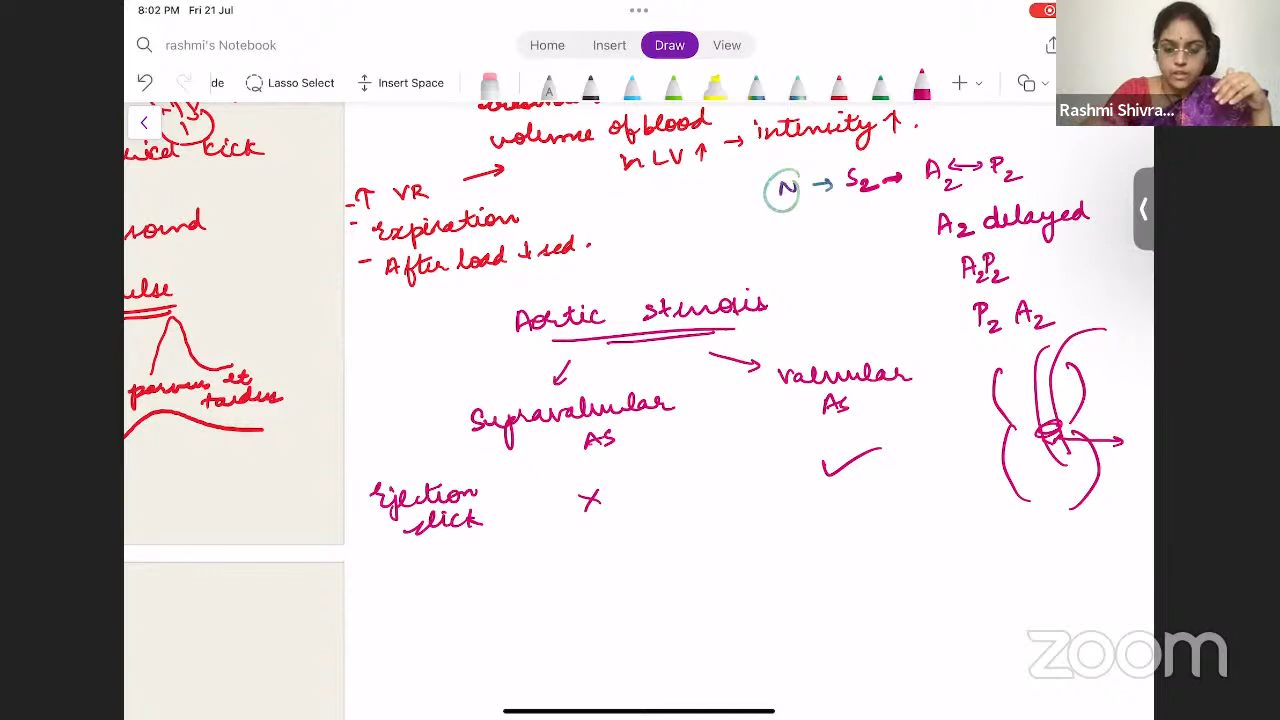 8:02 PM Fri 21 Jul
rashmi's Notebook
Home Insert Draw View
de Lasso Select Insert Space
Rashmi Shivra...
volume of blood
in LV ↑ → intensity ↑ .
kick
sound
ulse
parvus et
tardus
- ↑ VR →
- Expiration
- After load ↓sed .
N → S2 → A2 ↔ P2
A2 delayed
A2P2
P2 A2
Aortic stenosis
Supravalvular
AS
Valvular
AS
✓
Ejection
click
X
zoom